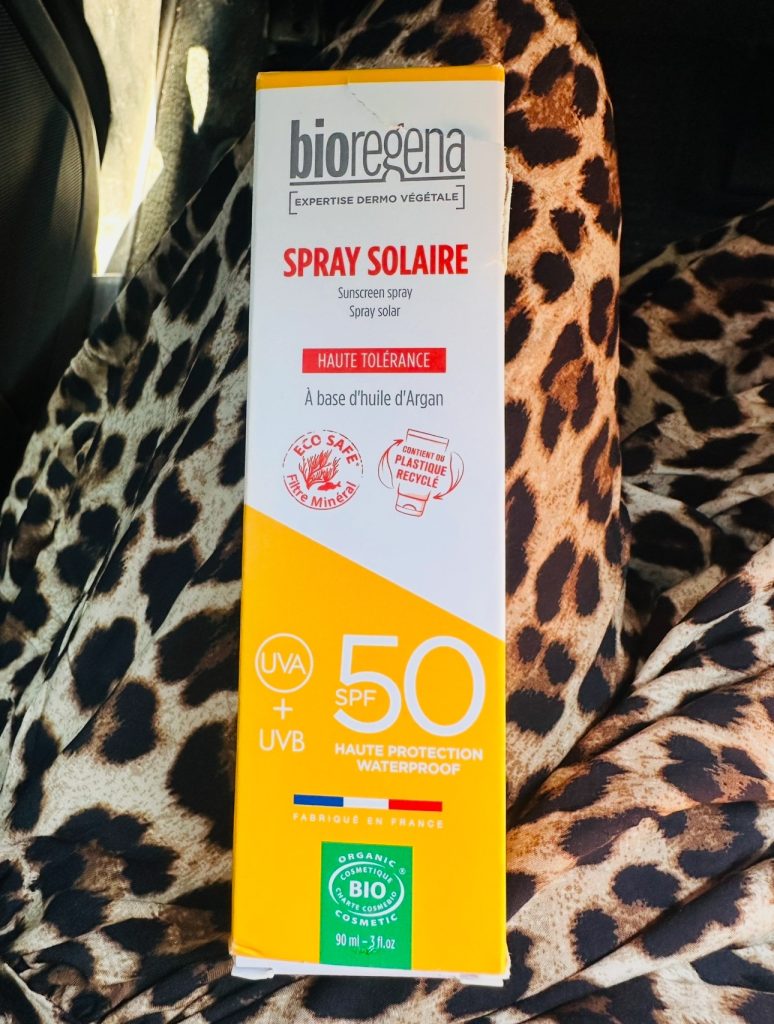 bioregena
EXPERTISE DERMO VÉGÉTALE
SPRAY SOLAIRE
Sunscreen spray
Spray solar
HAUTE TOLÉRANCE
À base d'huile d'Argan
ECO SAFE
Filtre Minéral
CONTIENT DU
PLASTIQUE
RECYCLÉ
UVA
+
UVB
SPF 50
HAUTE PROTECTION
WATERPROOF
FABRIQUÉ EN FRANCE
ORGANIC
COSMETIQUE
BIO
CHARTE COSMEBIO
COSMETIC
®
90 ml – 3 fl.oz